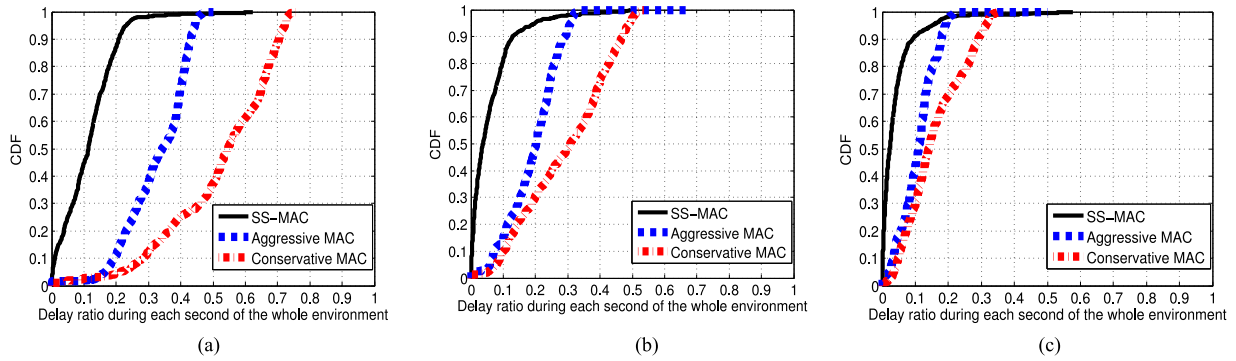 1
0.9
0.8
0.7
0.6
0.5
0.4
0.3
0.2
0.1
0
CDF
SS-MAC
Aggressive MAC
Conservative MAC
0 0.1 0.2 0.3 0.4 0.5 0.6 0.7 0.8 0.9 1
Delay ratio during each second of the whole environment
(a)
1
0.9
0.8
0.7
0.6
0.5
0.4
0.3
0.2
0.1
0
CDF
SS-MAC
Aggressive MAC
Conservative MAC
0 0.1 0.2 0.3 0.4 0.5 0.6 0.7 0.8 0.9 1
Delay ratio during each second of the whole environment
(b)
1
0.9
0.8
0.7
0.6
0.5
0.4
0.3
0.2
0.1
0
CDF
SS-MAC
Aggressive MAC
Conservative MAC
0 0.1 0.2 0.3 0.4 0.5 0.6 0.7 0.8 0.9 1
Delay ratio during each second of the whole environment
(c)